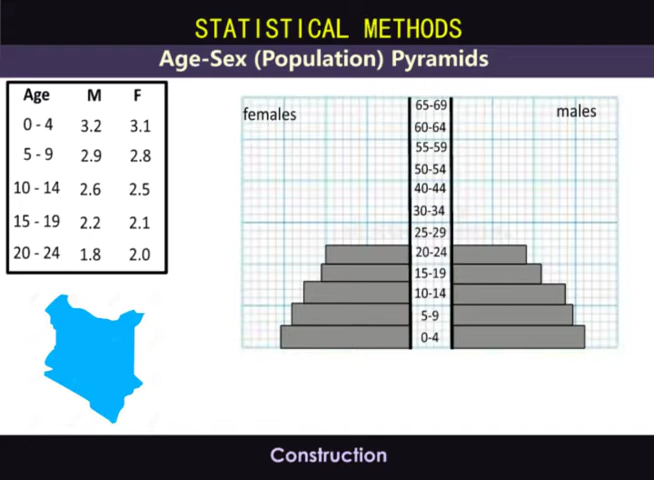 STATISTICAL METHODS
Age-Sex (Population) Pyramids
Age M F
0 - 4 3.2 3.1
5 - 9 2.9 2.8
10 - 14 2.6 2.5
15 - 19 2.2 2.1
20 - 24 1.8 2.0
females
males
65-69
60-64
55-59
50-54
40-44
30-34
25-29
20-24
15-19
10-14
5-9
0-4
Construction